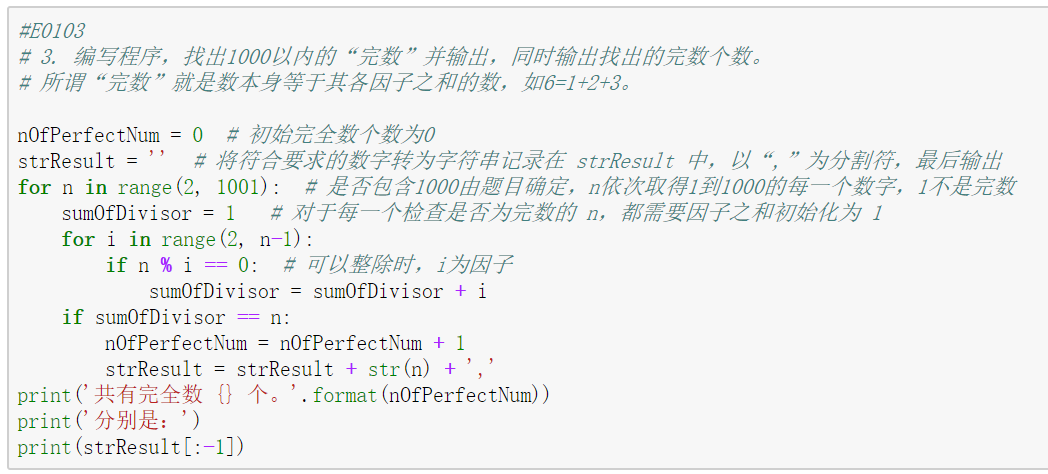 #E0103
# 3. 编写程序，找出1000以内的“完数”并输出，同时输出找出的完数个数。
# 所谓“完数”就是数本身等于其各因子之和的数，如6=1+2+3。
nOfPerfectNum = 0  # 初始完全数个数为0
strResult = ''  # 将符合要求的数字转为字符串记录在 strResult 中，以“,”为分割符，最后输出
for n in range(2, 1001):  # 是否包含1000由题目确定，n依次取得1到1000的每一个数字，1不是完数
    sumOfDivisor = 1   # 对于每一个检查是否为完数的 n，都需要因子之和初始化为 1
    for i in range(2, n-1):
        if n % i == 0:  # 可以整除时，i为因子
            sumOfDivisor = sumOfDivisor + i
    if sumOfDivisor == n:
        nOfPerfectNum = nOfPerfectNum + 1
        strResult = strResult + str(n) + ','
print('共有完全数 {} 个。'.format(nOfPerfectNum))
print('分别是：')
print(strResult[:-1])